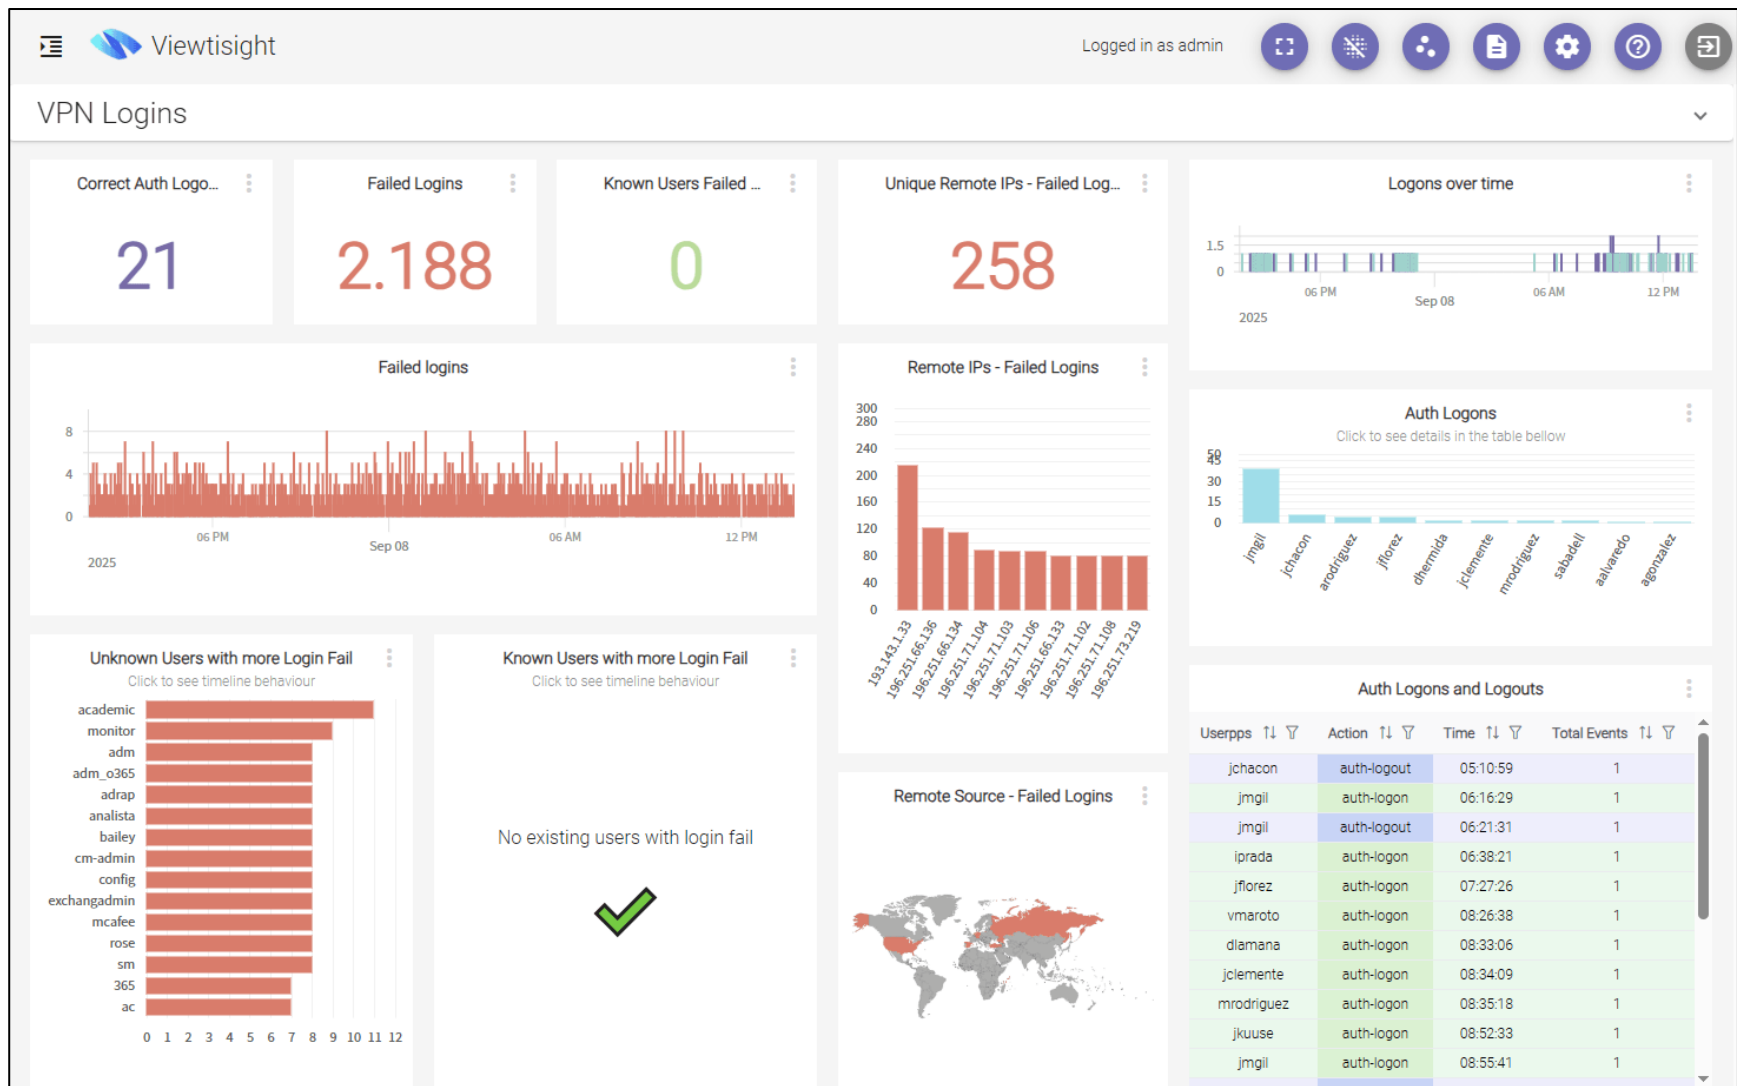 Viewtisight
Logged in as admin
VPN Logins
Correct Auth Logo...
21
Failed Logins
2.188
Known Users Failed ...
0
Unique Remote IPs - Failed Log...
258
Logons over time
1.5
0
06 PM
Sep 08
06 AM
12 PM
2025
Failed logins
8
4
0
06 PM
Sep 08
06 AM
12 PM
2025
Remote IPs - Failed Logins
300
280
240
200
160
120
80
40
0
193.143.1.33
196.251.66.136
196.251.66.134
196.251.71.104
196.251.71.103
196.251.71.106
196.251.66.133
196.251.71.102
196.251.71.108
196.251.73.219
Auth Logons
Click to see details in the table bellow
50
45
30
15
0
jmgil
jchacon
arodriguez
jflorez
dhermida
jclemente
mrodriguez
sabadell
aalvaredo
agonzalez
Unknown Users with more Login Fail
Click to see timeline behaviour
academic
monitor
adm
adm_o365
adrap
analista
bailey
cm-admin
config
exchangadmin
mcafee
rose
sm
365
ac
0 1 2 3 4 5 6 7 8 9 10 11 12
Known Users with more Login Fail
Click to see timeline behaviour
No existing users with login fail
Remote Source - Failed Logins
Auth Logons and Logouts
Userpps Action Time Total Events
jchacon auth-logout 05:10:59 1
jmgil auth-logon 06:16:29 1
jmgil auth-logout 06:21:31 1
iprada auth-logon 06:38:21 1
jflorez auth-logon 07:27:26 1
vmaroto auth-logon 08:26:38 1
dlamana auth-logon 08:33:06 1
jclemente auth-logon 08:34:09 1
mrodriguez auth-logon 08:35:18 1
jkuuse auth-logon 08:52:33 1
jmgil auth-logon 08:55:41 1